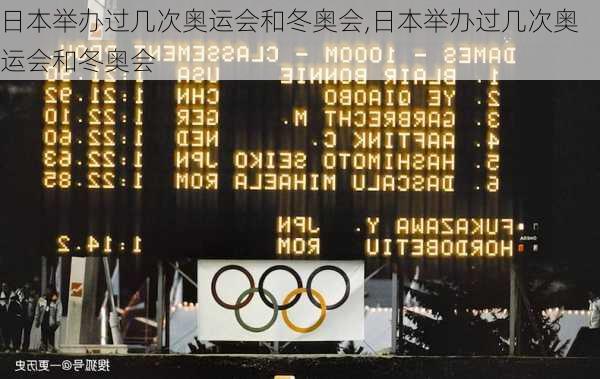 日本举办过几次奥运会和冬奥会,日本举办过几次奥
运会和冬奥会
DAMES - 1000M - CLASSEMENT
1. BLAIR BONNIE USA
2. YE QIAOBO CHN 1:21.92
3. GARBRECHT M. GER 1:22.10
4. AAFTINK C. NED 1:22.60
5. HASHIMOTO SEIKO JPN 1:22.63
6. DASCALU MIHAELA ROM 1:22.85
FUKAZAWA Y. JPN
HORDOBETIU ROM 1:14.2
OMEGA
搜狐号@一更历史